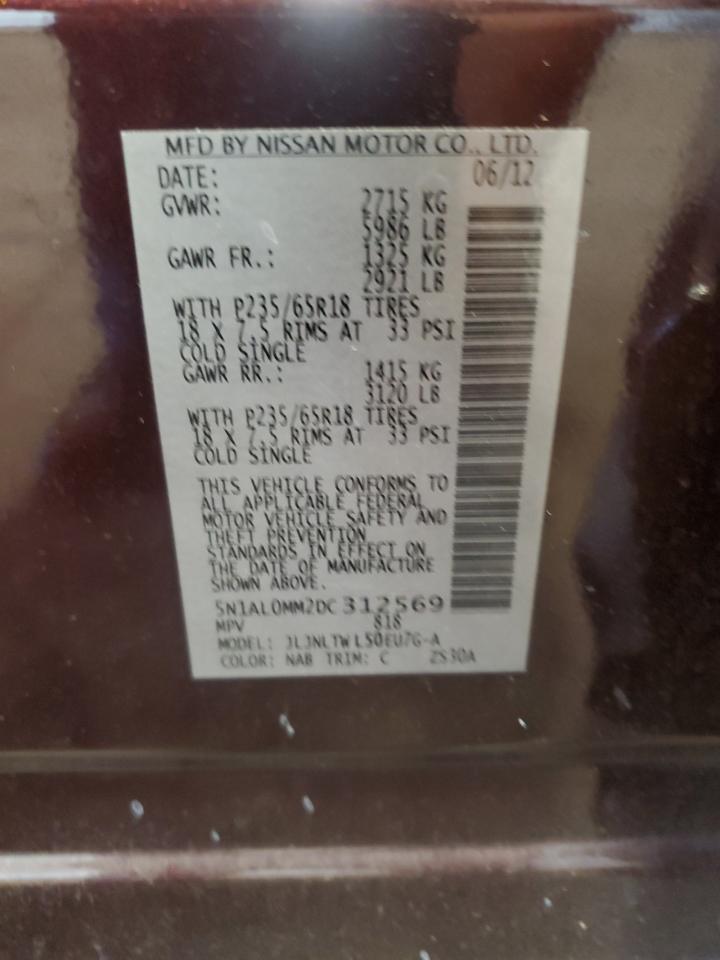 MFD BY NISSAN MOTOR CO., LTD.
DATE: 06/12
GVWR: 2715 KG
5986 LB
GAWR FR.: 1325 KG
2921 LB
WITH P235/65R18 TIRES
18 X 7.5 RIMS AT 33 PSI
COLD SINGLE
GAWR RR.: 1415 KG
3120 LB
WITH P235/65R18 TIRES
18 X 7.5 RIMS AT 33 PSI
COLD SINGLE
THIS VEHICLE CONFORMS TO
ALL APPLICABLE FEDERAL
MOTOR VEHICLE SAFETY AND
THEFT PREVENTION
STANDARDS IN EFFECT ON
THE DATE OF MANUFACTURE
SHOWN ABOVE.
5N1AL0MM2DC312569
MPV 818
MODEL:
COLOR: NAB TRIM: C ZS30A